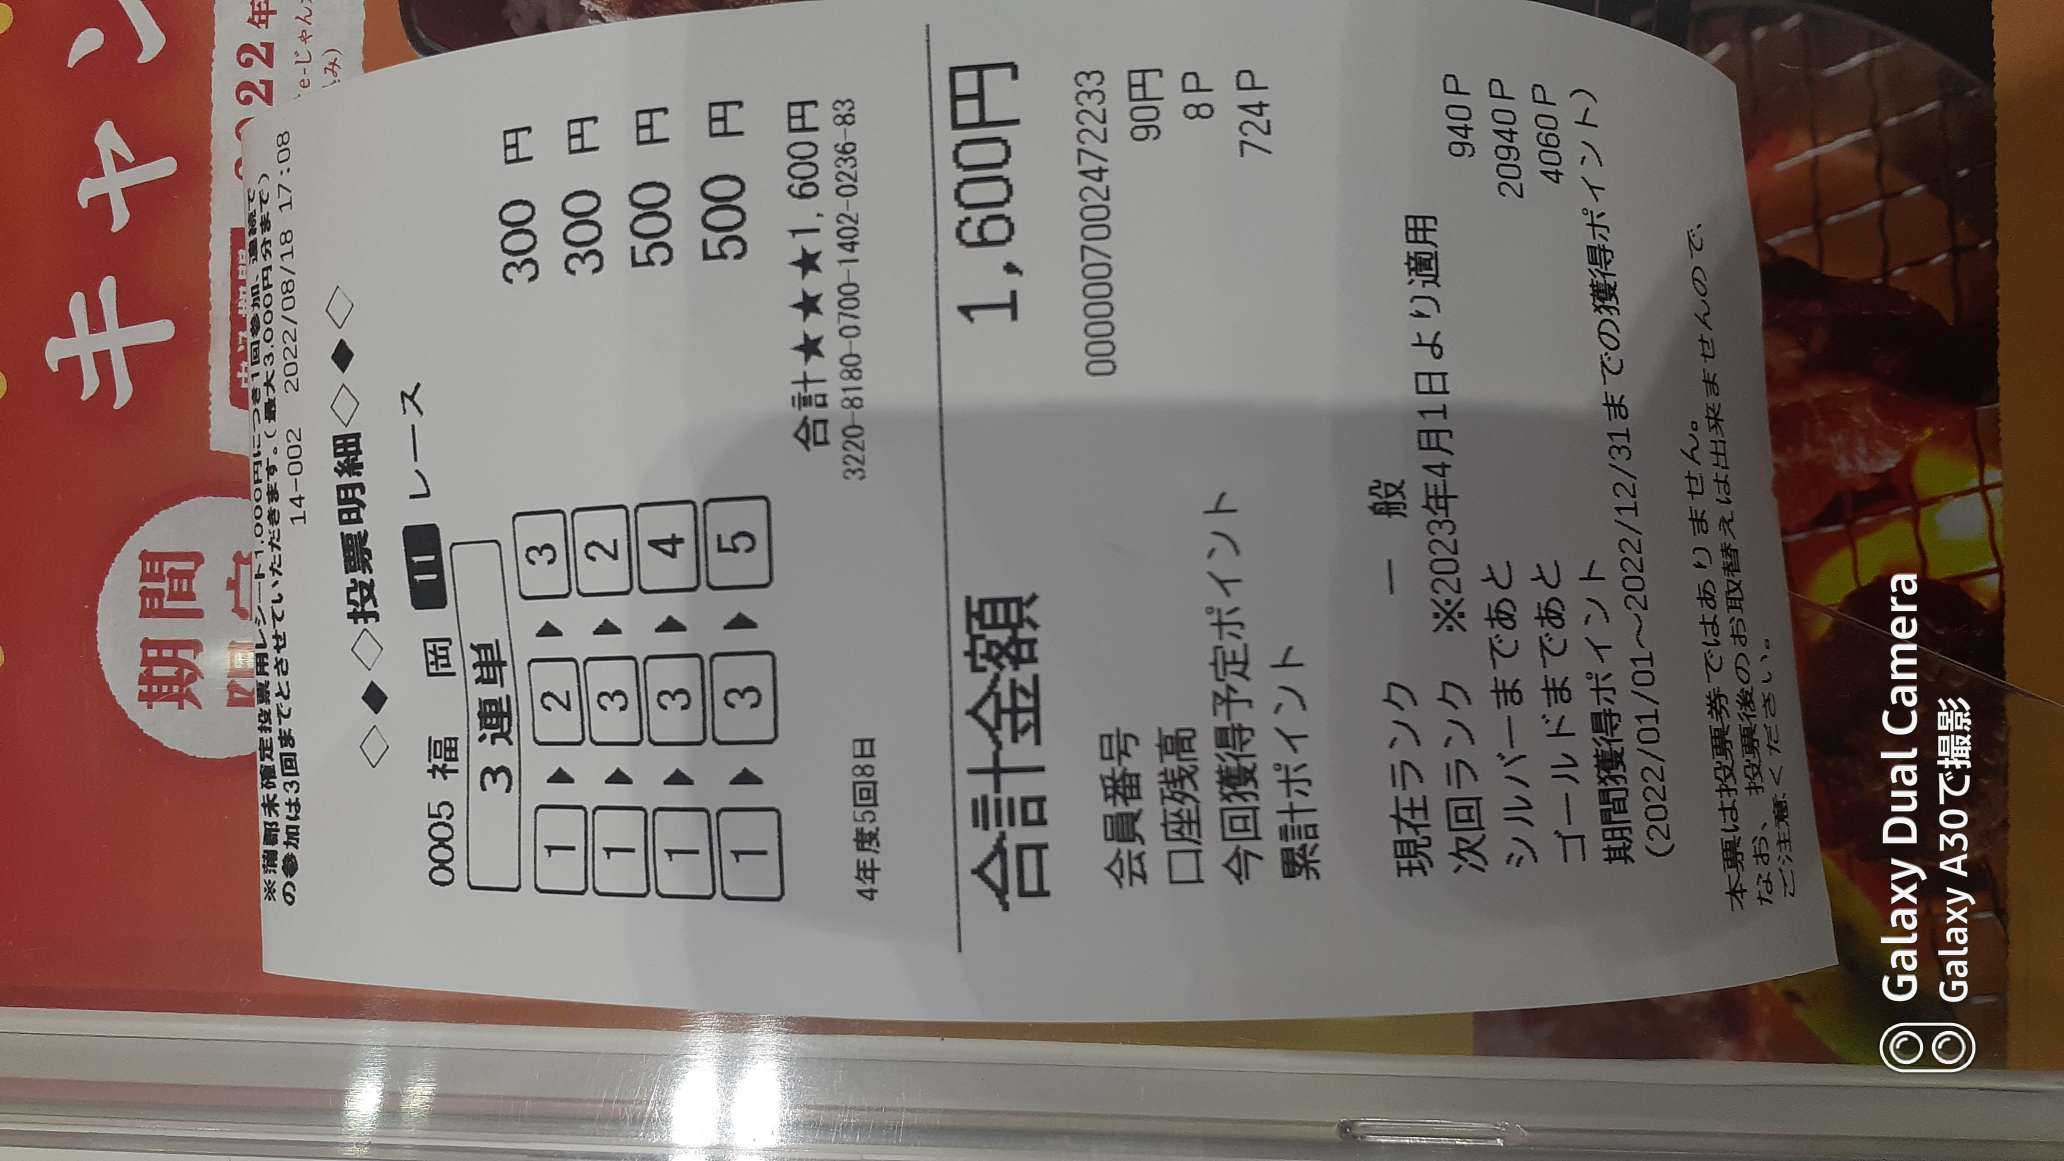 キャン
期間
22年
e-じゃん
※蒲郡未確定投票用レシート1,000円につき1回参加、連続で
の参加は3回までとさせていただきます。(最大3,000円分まで)
14-002 2022/08/18 17:08
◇◆◇投票明細◇◆◇
0005 福 岡 11 レース
3連単
1▶2▶3 300 円
1▶3▶2 300 円
1▶3▶4 500 円
1▶3▶5 500 円
合計★★★★1,600円
4年度5回8日 3220-8180-0700-1402-0236-83
合計金額 1,600円
会員番号 0000007002472233
口座残高 90円
今回獲得予定ポイント 8P
累計ポイント 724P
現在ランク 一 般
次回ランク ※2023年4月1日より適用
シルバーまであと 940P
ゴールドまであと 20940P
期間獲得ポイント 4060P
(2022/01/01～2022/12/31までの獲得ポイント)
本票は投票券ではありません。
なお、投票後のお取替えは出来ませんので、
ご注意ください。
Galaxy Dual Camera
Galaxy A30で撮影